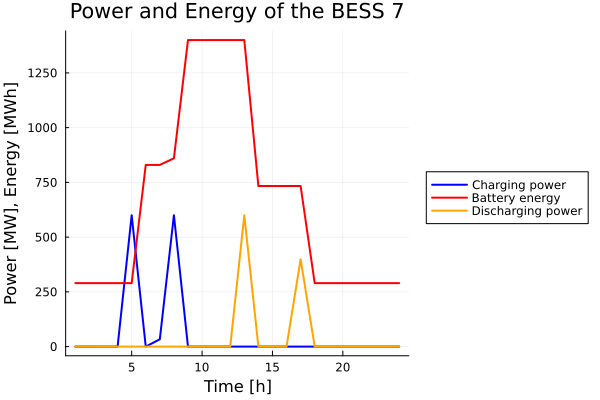 Power and Energy of the BESS 7
Power [MW], Energy [MWh]
1250
1000
750
500
250
0
5 10 15 20
Time [h]
Charging power
Battery energy
Discharging power